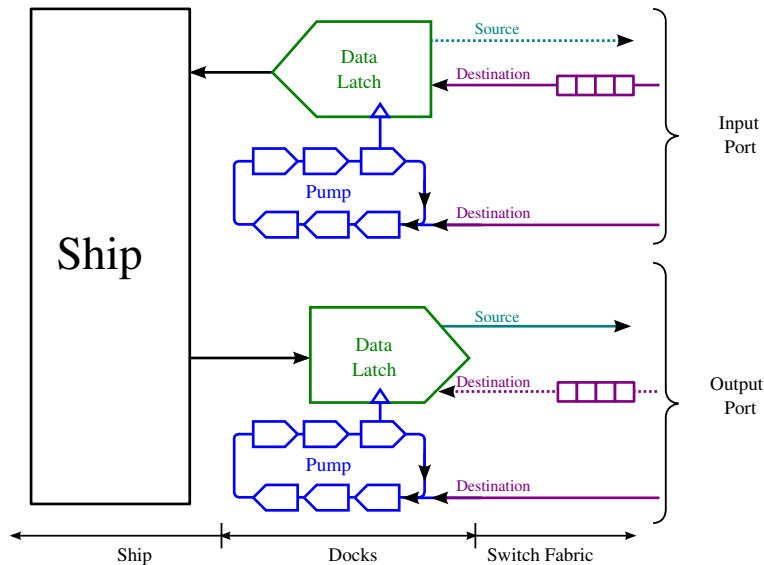 Ship
Data
Latch
Source
Destination
Pump
Destination
Input
Port
Data
Latch
Source
Destination
Pump
Destination
Output
Port
Ship
Docks
Switch Fabric